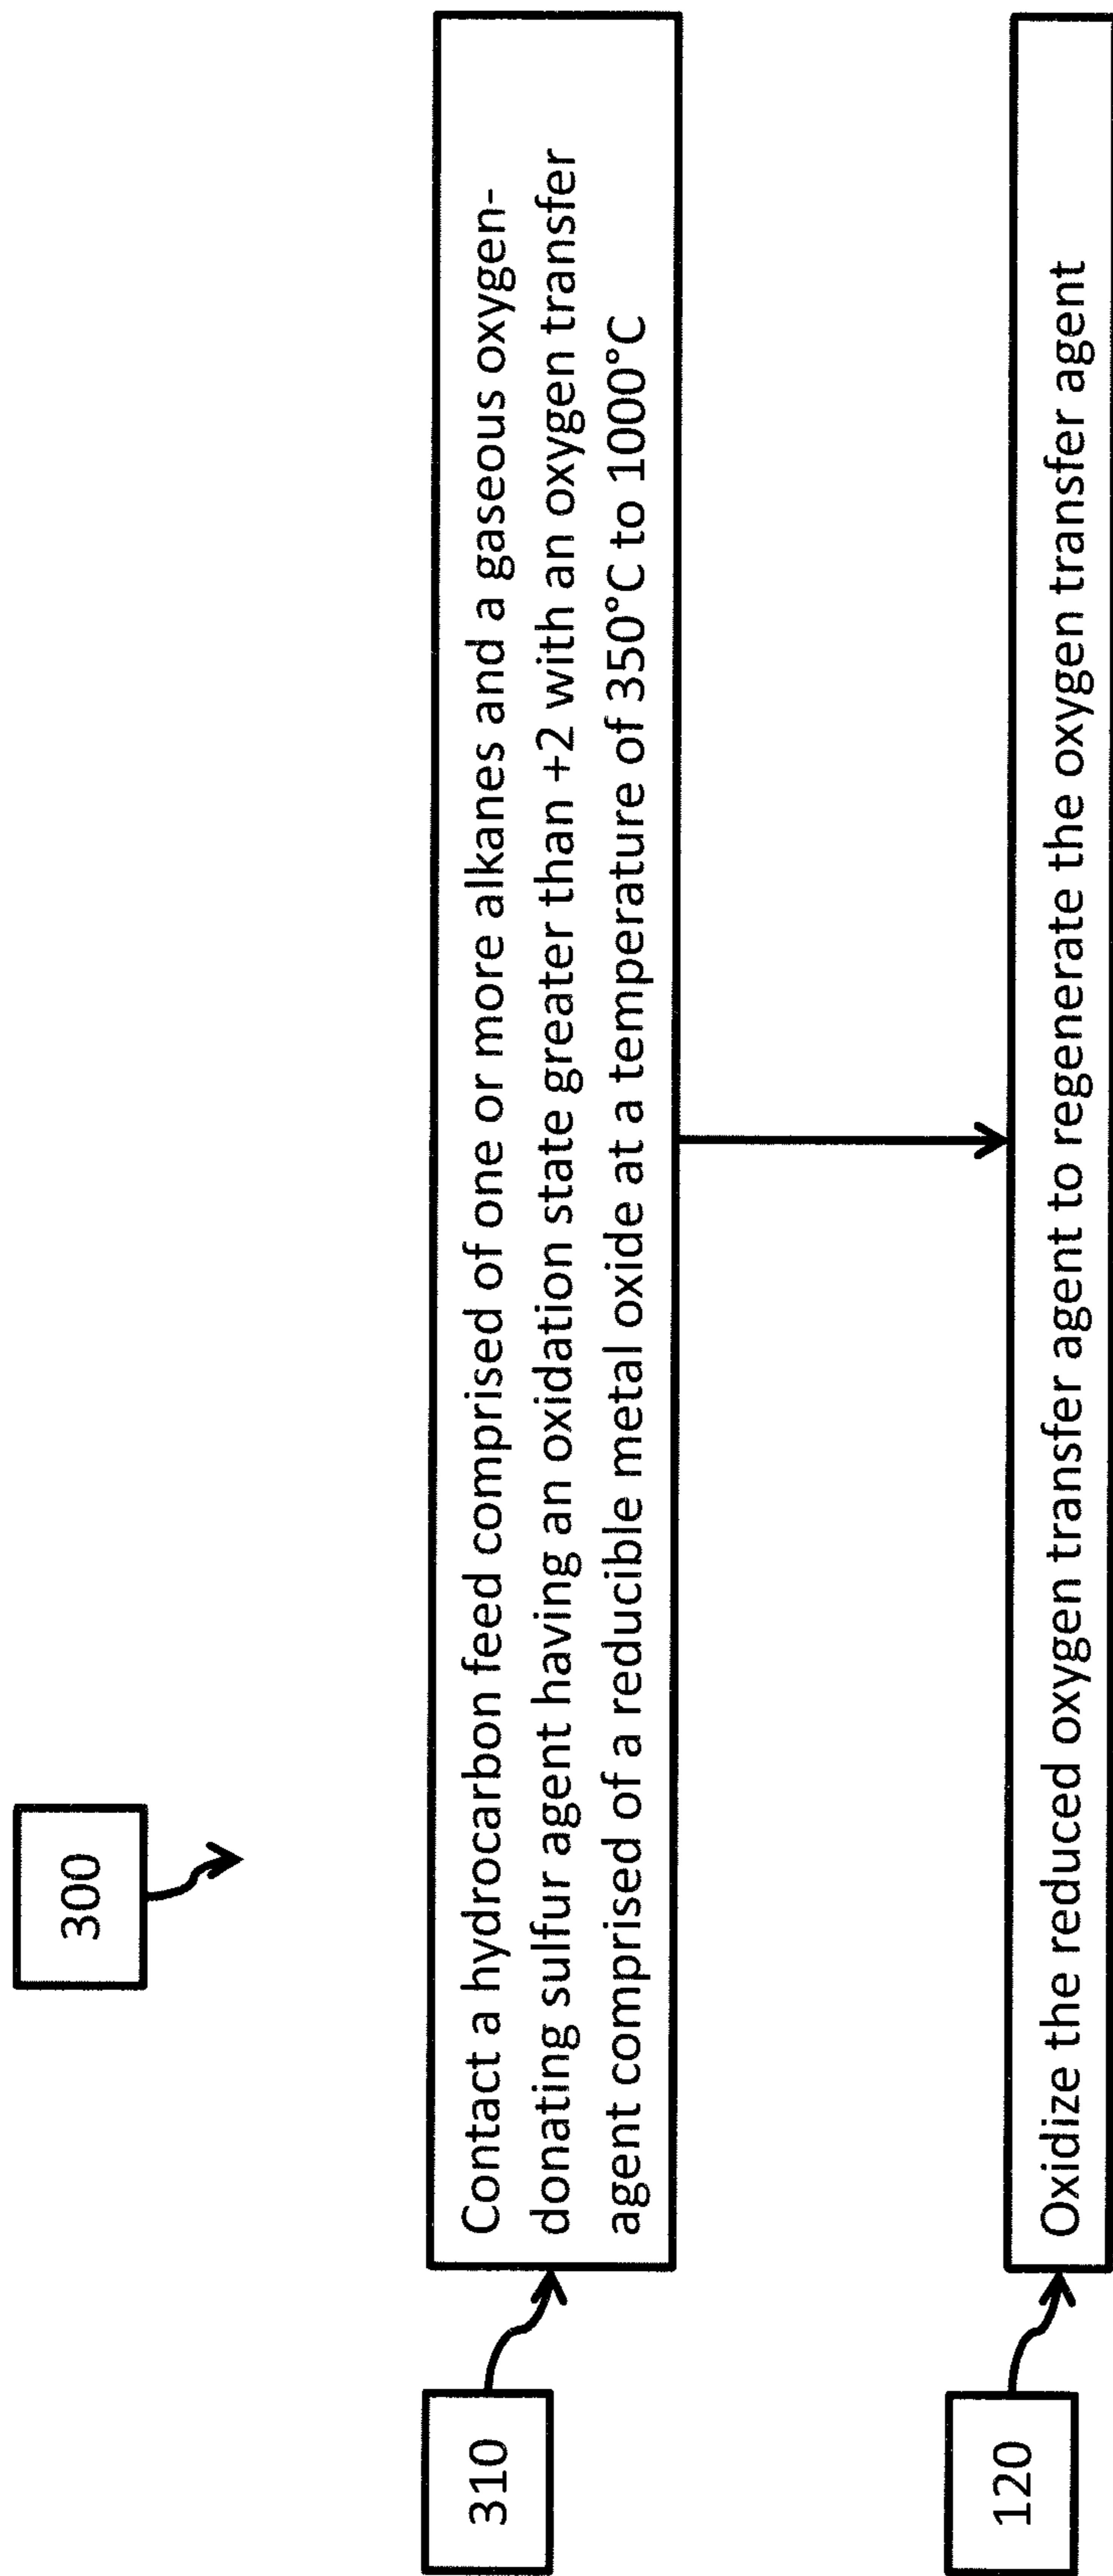 300
310
Contact a hydrocarbon feed comprised of one or more alkanes and a gaseous oxygen-
donating sulfur agent having an oxidation state greater than +2 with an oxygen transfer
agent comprised of a reducible metal oxide at a temperature of 350°C to 1000°C
120
Oxidize the reduced oxygen transfer agent to regenerate the oxygen transfer agent